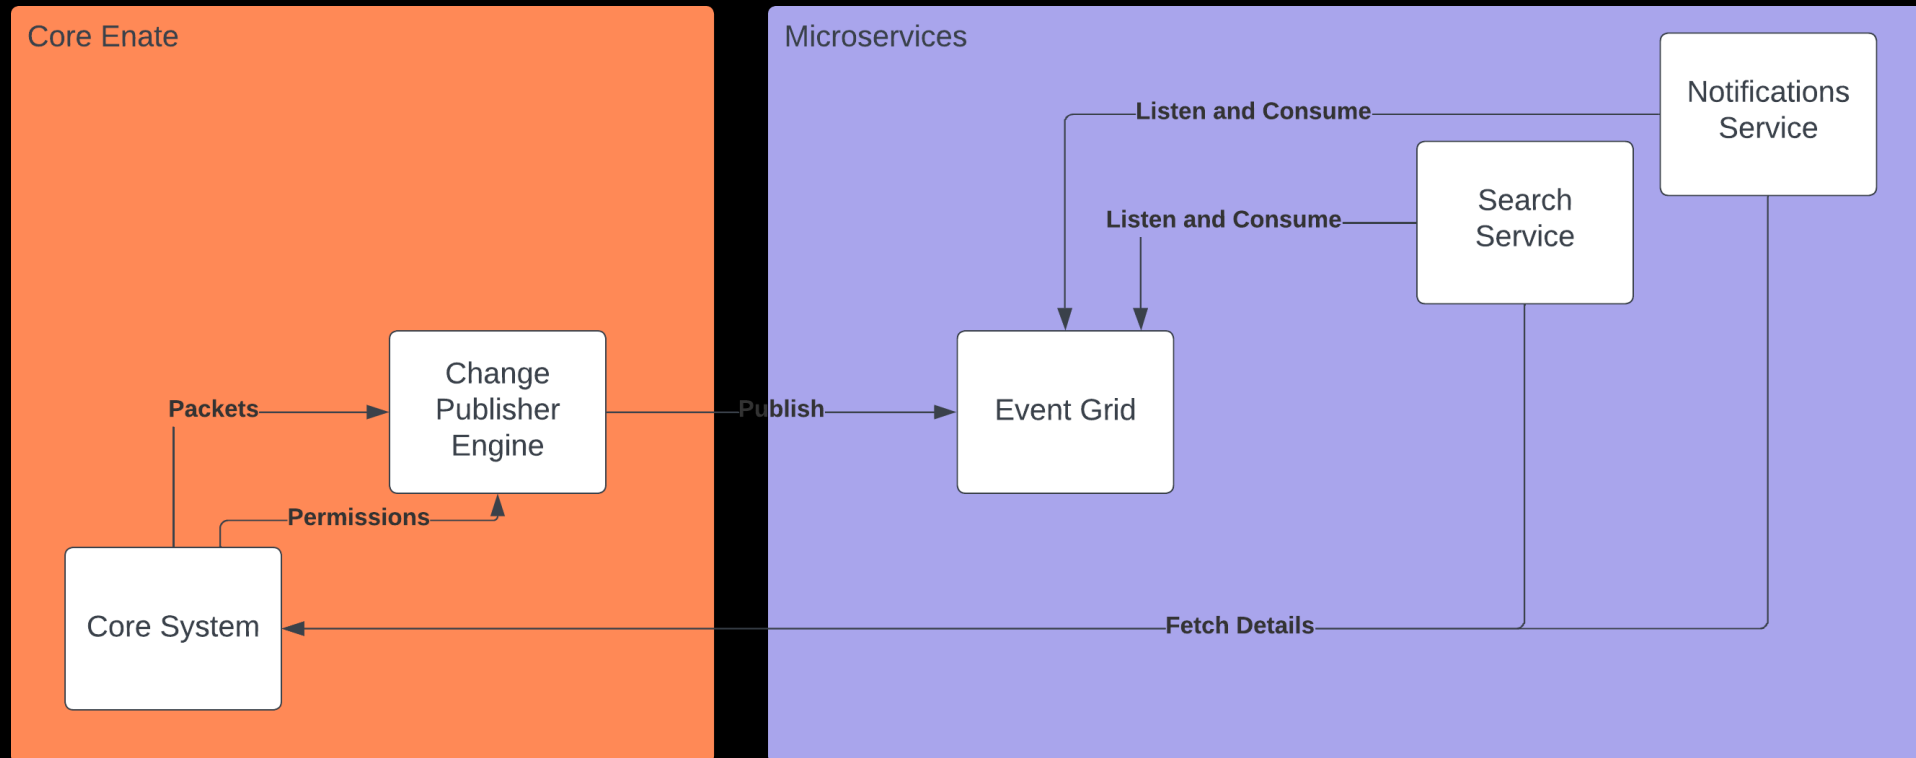 Core Enate
Microservices
Notifications
Service
Listen and Consume
Search
Service
Listen and Consume
Change
Publisher
Engine
Packets
Publish
Event Grid
Permissions
Core System
Fetch Details